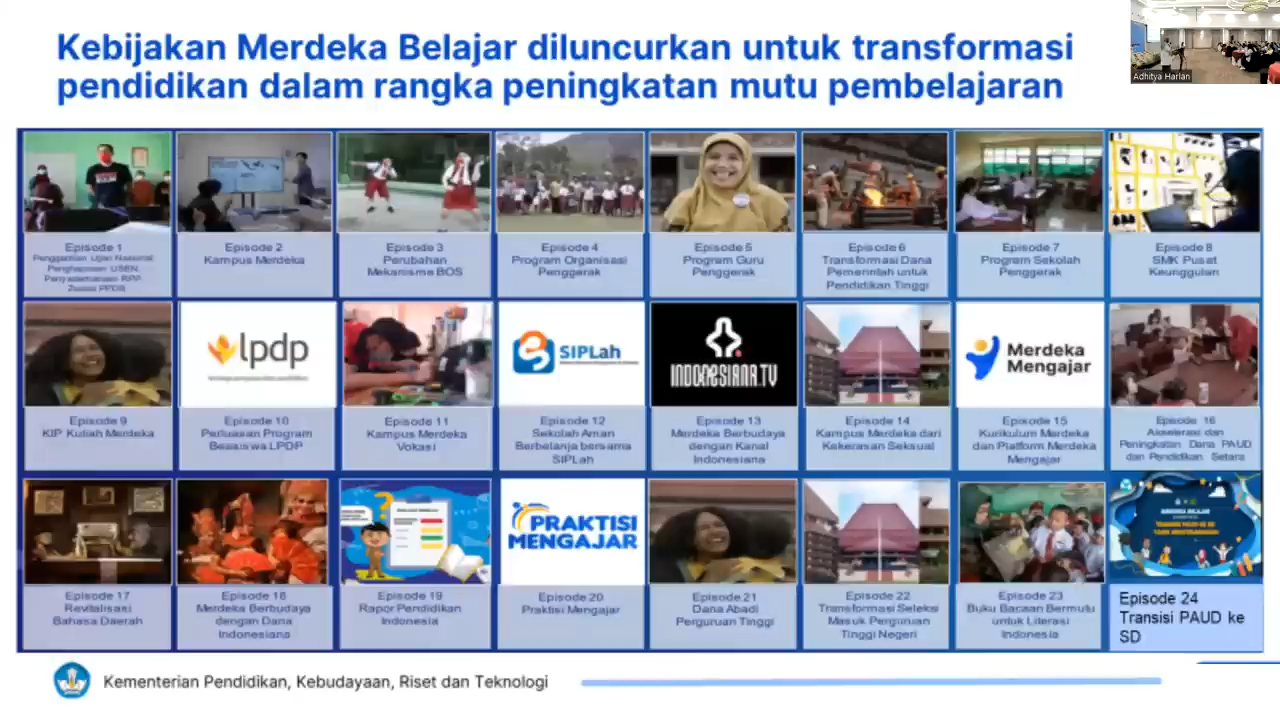 Kebijakan Merdeka Belajar diluncurkan untuk transformasi
pendidikan dalam rangka peningkatan mutu pembelajaran
Adhitya Harlan
Episode 1
Penggantian Ujian Nasional
Penghapusan USBN,
Penyederhanaan RPP,
Zonasi PPDB
Episode 2
Kampus Merdeka
Episode 3
Perubahan
Mekanisme BOS
Episode 4
Program Organisasi
Penggerak
Episode 5
Program Guru
Penggerak
Episode 6
Transformasi Dana
Pemerintah untuk
Pendidikan Tinggi
Episode 7
Program Sekolah
Penggerak
Episode 8
SMK Pusat
Keunggulan
lpdp
SIPLah
INDONESIANA.TV
Merdeka
Mengajar
Episode 9
KIP Kuliah Merdeka
Episode 10
Perluasan Program
Beasiswa LPDP
Episode 11
Kampus Merdeka
Vokasi
Episode 12
Sekolah Aman
Berbelanja bersama
SIPLah
Episode 13
Merdeka Berbudaya
dengan Kanal
Indonesiana
Episode 14
Kampus Merdeka dari
Kekerasan Seksual
Episode 15
Kurikulum Merdeka
dan Platform Merdeka
Mengajar
Episode 16
Akselerasi dan
Peningkatan Dana PAUD
dan Pendidikan Setara
PRAKTISI
MENGAJAR
Episode 17
Revitalisasi
Bahasa Daerah
Episode 18
Merdeka Berbudaya
dengan Dana
Indonesiana
Episode 19
Rapor Pendidikan
Indonesia
Episode 20
Praktisi Mengajar
Episode 21
Dana Abadi
Perguruan Tinggi
Episode 22
Transformasi Seleksi
Masuk Perguruan
Tinggi Negeri
Episode 23
Buku Bacaan Bermutu
untuk Literasi
Indonesia
Episode 24
Transisi PAUD ke
SD
Kementerian Pendidikan, Kebudayaan, Riset dan Teknologi